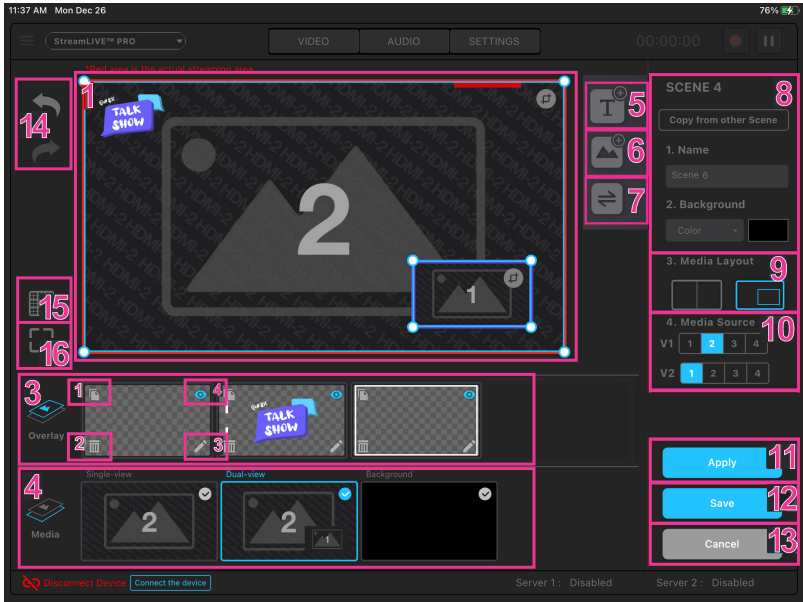 11:37 AM Mon Dec 26
76%
StreamLIVE™ PRO
VIDEO
AUDIO
SETTINGS
00:00:00
*Red area is the actual streaming area
1
@#$X
TALK
SHOW
HDMI-2
2
1
14
15
16
5
T
6
7
8
SCENE 4
Copy from other Scene
1. Name
Scene 6
2. Background
Color
9
3. Media Layout
10
4. Media Source
V1 1 2 3 4
V2 1 2 3 4
3
Overlay
1
4
2
3
@#$X
TALK
SHOW
4
Media
Single-view
Dual-view
Background
2
2
1
Apply 11
Save 12
Cancel 13
Disconnect Device
Connect the device
Server 1 : Disabled
Server 2 : Disabled